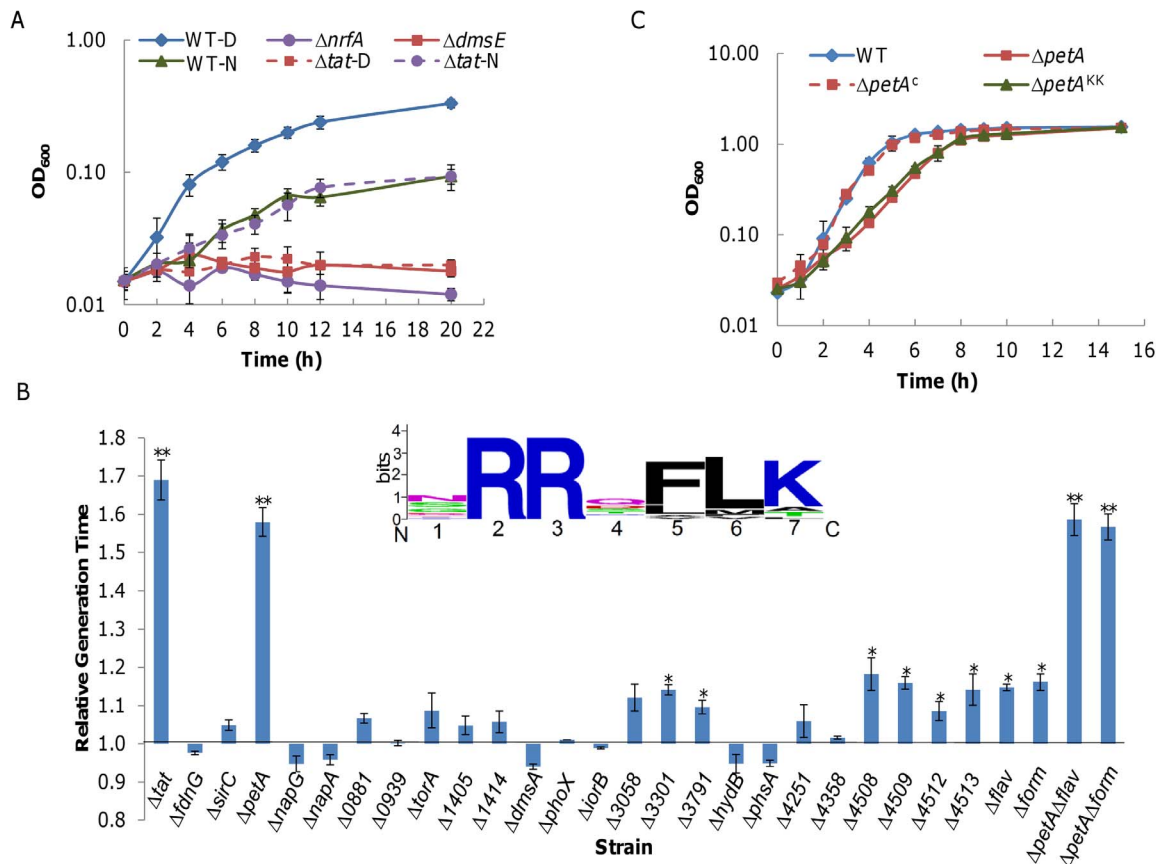 A
1.00
0.10
0.01
OD600
WT-D
ΔnrfA
ΔdmsE
WT-N
Δtat-D
Δtat-N
0 2 4 6 8 10 12 14 16 18 20 22
Time (h)
C
10.00
1.00
0.10
0.01
OD600
WT
ΔpetA
ΔpetAᶜ
ΔpetAᴷᴷ
0 2 4 6 8 10 12 14 16
Time (h)
B
1.8
1.7
1.6
1.5
1.4
1.3
1.2
1.1
1.0
0.9
0.8
Relative Generation Time
** ** * * * * * * * * ** **
4
3
2
1
0
bits
RR FLK
N 1 2 3 4 5 6 7 C
Δtat
ΔfdnG
ΔsirC
ΔpetA
ΔnapG
ΔnapA
Δ0881
Δ0939
ΔtorA
Δ1405
Δ1414
ΔdmsA
ΔphoX
ΔiorB
Δ3058
Δ3301
Δ3791
ΔhydB
ΔphsA
Δ4251
Δ4358
Δ4508
Δ4509
Δ4512
Δ4513
Δflav
Δform
ΔpetAΔflav
ΔpetAΔform
Strain